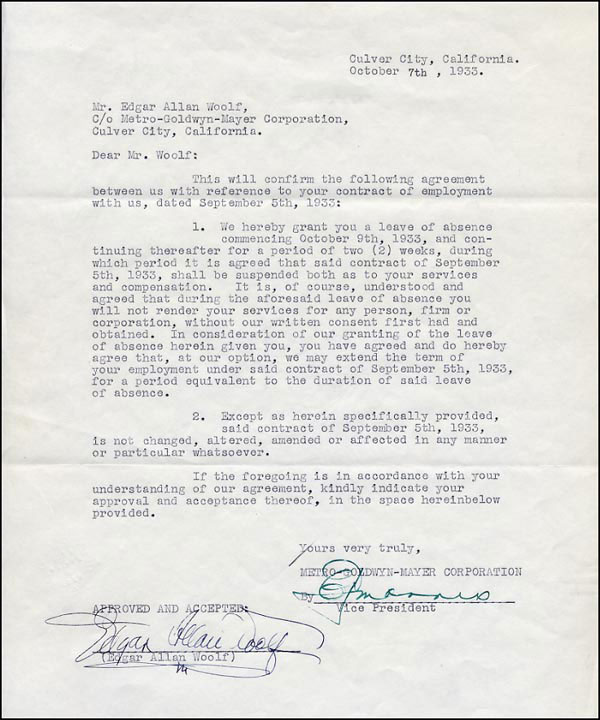 Culver City, California.
October 7th , 1933.
Mr. Edgar Allan Woolf,
C/o Metro-Goldwyn-Mayer Corporation,
Culver City, California.
Dear Mr. Woolf:
This will confirm the following agreement
between us with reference to your contract of employment
with us, dated September 5th, 1933:
1. We hereby grant you a leave of absence
commencing October 9th, 1933, and con-
tinuing thereafter for a period of two (2) weeks, during
which period it is agreed that said contract of September
5th, 1933, shall be suspended both as to your services
and compensation. It is, of course, understood and
agreed that during the aforesaid leave of absence you
will not render your services for any person, firm or
corporation, without our written consent first had and
obtained. In consideration of our granting of the leave
of absence herein given you, you have agreed and do hereby
agree that, at our option, we may extend the term of
your employment under said contract of September 5th, 1933,
for a period equivalent to the duration of said leave
of absence.
2. Except as herein specifically provided,
said contract of September 5th, 1933,
is not changed, altered, amended or affected in any manner
or particular whatsoever.
If the foregoing is in accordance with your
understanding of our agreement, kindly indicate your
approval and acceptance thereof, in the space hereinbelow
provided.
Yours very truly,
METRO-GOLDWYN-MAYER CORPORATION
By
Vice President
APPROVED AND ACCEPTED:
Edgar Allan Woolf
(Edgar Allan Woolf)